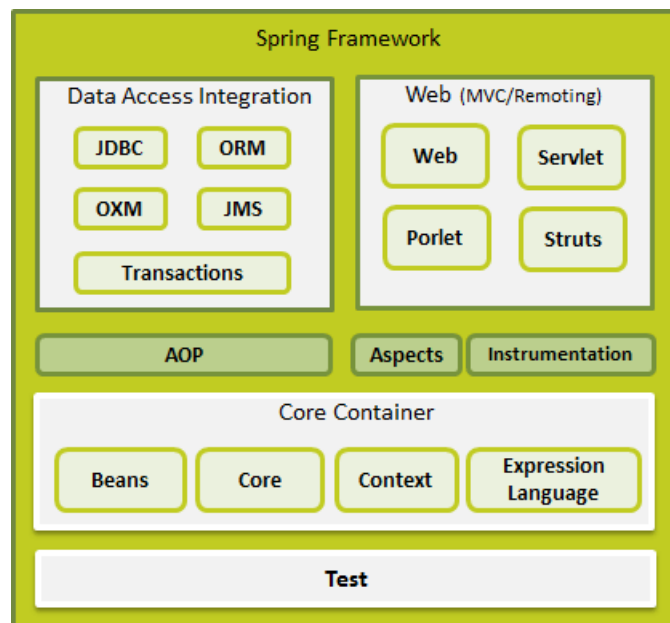 Spring Framework
Data Access Integration
JDBC
ORM
OXM
JMS
Transactions
Web (MVC/Remoting)
Web
Servlet
Porlet
Struts
AOP
Aspects
Instrumentation
Core Container
Beans
Core
Context
Expression
Language
Test